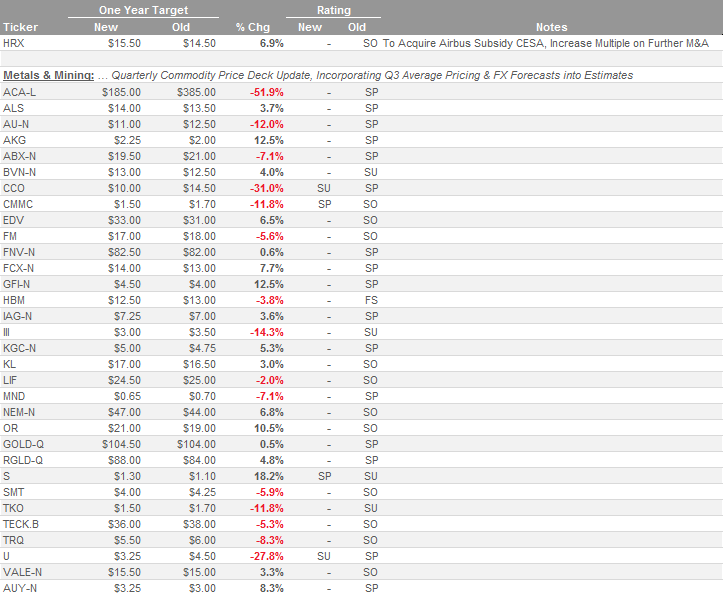 One Year Target Rating
Ticker New Old % Chg New Old Notes
HRX $15.50 $14.50 6.9% - SO To Acquire Airbus Subsidy CESA, Increase Multiple on Further M&A
Metals & Mining: ... Quarterly Commodity Price Deck Update, Incorporating Q3 Average Pricing & FX Forecasts into Estimates
ACA-L $185.00 $385.00 -51.9% - SP
ALS $14.00 $13.50 3.7% - SP
AU-N $11.00 $12.50 -12.0% - SP
AKG $2.25 $2.00 12.5% - SP
ABX-N $19.50 $21.00 -7.1% - SP
BVN-N $13.00 $12.50 4.0% - SU
CCO $10.00 $14.50 -31.0% SU SP
CMMC $1.50 $1.70 -11.8% SP SO
EDV $33.00 $31.00 6.5% - SO
FM $17.00 $18.00 -5.6% - SO
FNV-N $82.50 $82.00 0.6% - SP
FCX-N $14.00 $13.00 7.7% - SP
GFI-N $4.50 $4.00 12.5% - SP
HBM $12.50 $13.00 -3.8% - FS
IAG-N $7.25 $7.00 3.6% - SP
III $3.00 $3.50 -14.3% - SU
KGC-N $5.00 $4.75 5.3% - SP
KL $17.00 $16.50 3.0% - SO
LIF $24.50 $25.00 -2.0% - SO
MND $0.65 $0.70 -7.1% - SP
NEM-N $47.00 $44.00 6.8% - SO
OR $21.00 $19.00 10.5% - SO
GOLD-Q $104.50 $104.00 0.5% - SP
RGLD-Q $88.00 $84.00 4.8% - SP
S $1.30 $1.10 18.2% SP SU
SMT $4.00 $4.25 -5.9% - SO
TKO $1.50 $1.70 -11.8% - SU
TECK.B $36.00 $38.00 -5.3% - SO
TRQ $5.50 $6.00 -8.3% - SO
U $3.25 $4.50 -27.8% SU SP
VALE-N $15.50 $15.00 3.3% - SO
AUY-N $3.25 $3.00 8.3% - SP